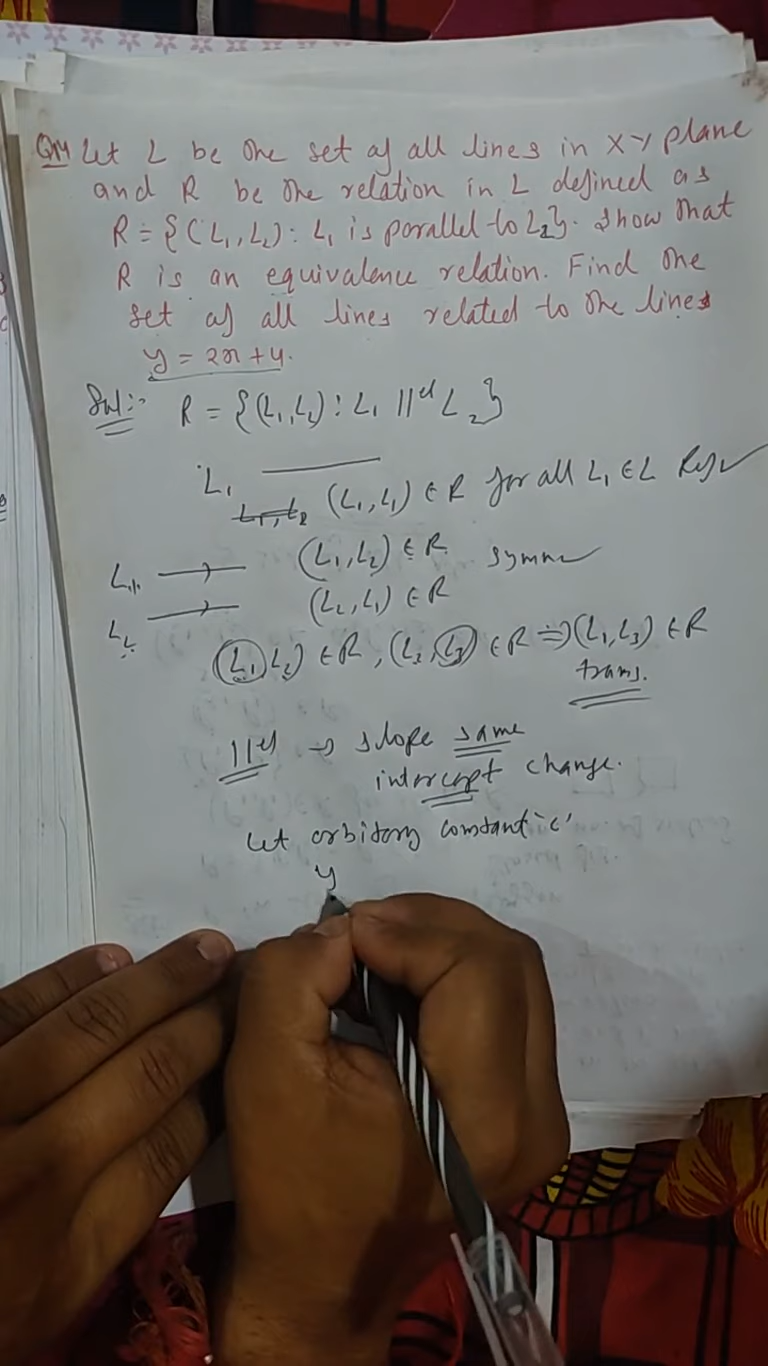 Q14 Let L be the set of all lines in X-Y plane
and R be the relation in L defined as
R = {(L₁, L₂) : L₁ is parallel to L₂}. Show that
R is an equivalence relation. Find the
set of all lines related to the lines
y = 2x + 4.
Sol:- R = {(L₁, L₂) : L₁ ||el L₂}
L₁ (L₁, L₁) ∈ R for all L₁ ∈ L Ref
L₁ (L₁, L₂) ∈ R symm
L₂ (L₂, L₁) ∈ R
(L₁, L₂) ∈ R, (L₂, L₃) ∈ R ⇒ (L₁, L₃) ∈ R
trans.
||el → slope same
intercept change.
Let orbitory constant 'c'
y